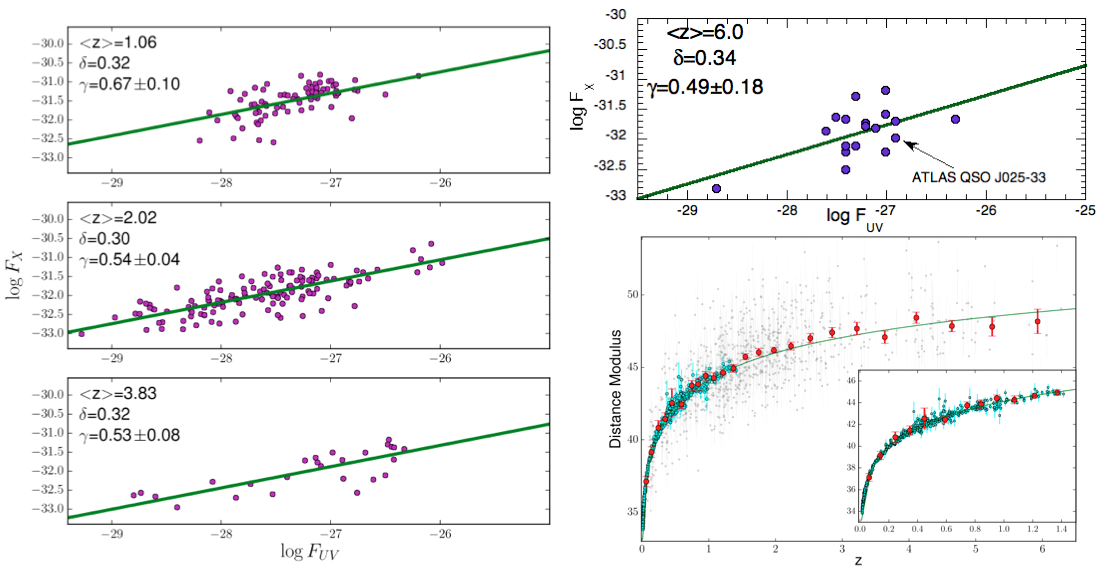 <z>=1.06
δ=0.32
γ=0.67±0.10
−30.0
−30.5
−31.0
−31.5
−32.0
−32.5
−33.0
−29 −28 −27 −26
<z>=2.02
δ=0.30
γ=0.54±0.04
−30.0
−30.5
−31.0
−31.5
−32.0
−32.5
−33.0
log F_X
−29 −28 −27 −26
<z>=3.83
δ=0.32
γ=0.53±0.08
−30.0
−30.5
−31.0
−31.5
−32.0
−32.5
−33.0
−29 −28 −27 −26
log F_UV
<z>=6.0
δ=0.34
γ=0.49±0.18
-30
-30.5
-31
-31.5
-32
-32.5
-33
log F_X
ATLAS QSO J025-33
-29 -28 -27 -26 -25
log F_UV
50
45
40
35
Distance Modulus
46
44
42
40
38
36
34
0.0 0.2 0.4 0.6 0.8 1.0 1.2 1.4
0 1 2 3 4 5 6
z